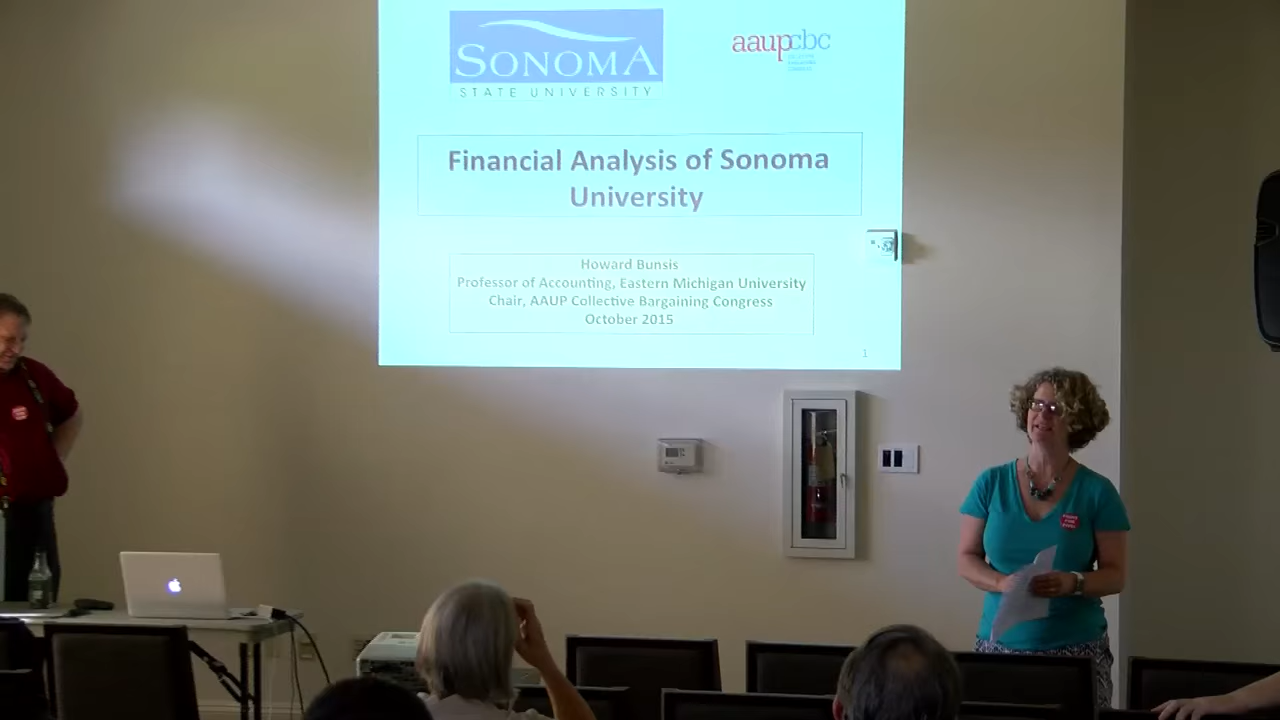 SONOMA
STATE UNIVERSITY
aaupcbc
Financial Analysis of Sonoma
University
Howard Bunsis
Professor of Accounting, Eastern Michigan University
Chair, AAUP Collective Bargaining Congress
October 2015
1